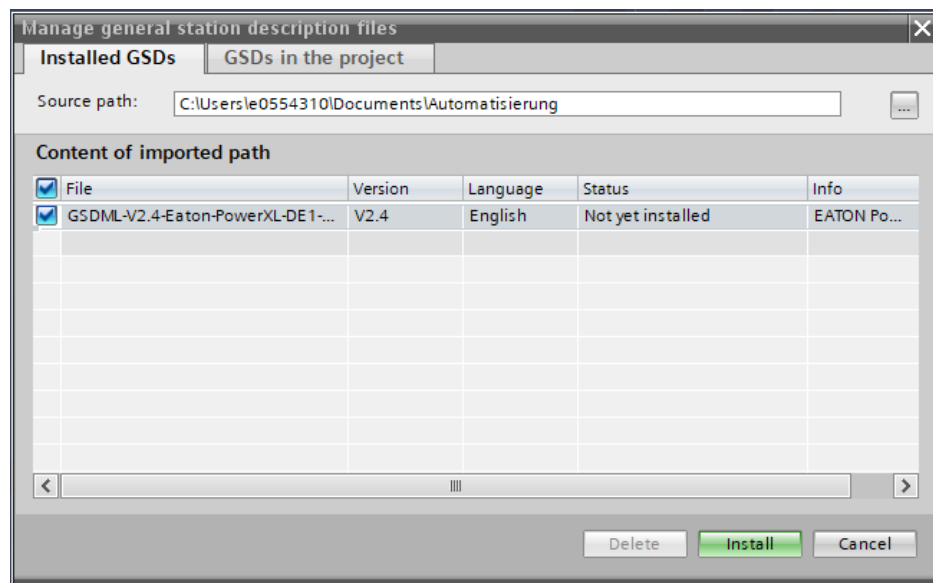 Manage general station description files
Installed GSDs GSDs in the project
Source path: C:\Users\e0554310\Documents\Automatisierung ...
Content of imported path
File Version Language Status Info
GSDML-V2.4-Eaton-PowerXL-DE1-... V2.4 English Not yet installed EATON Po...
Delete Install Cancel